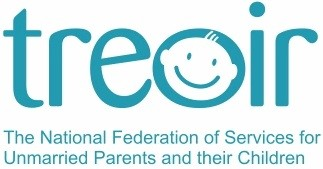 treoir
The National Federation of Services for
Unmarried Parents and their Children